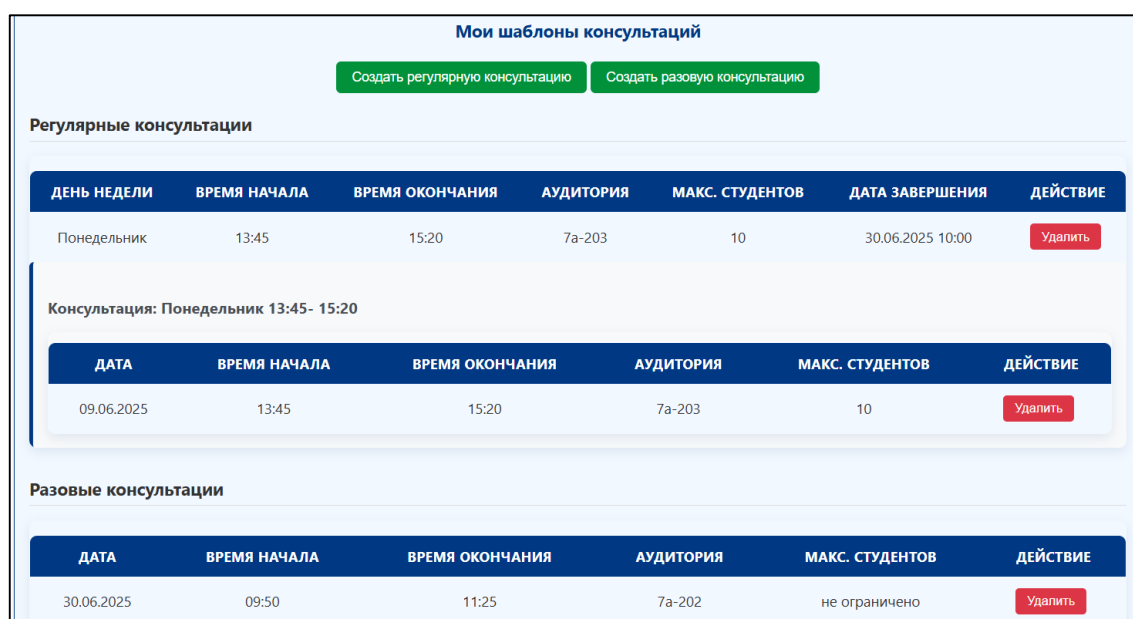 Мои шаблоны консультаций
Создать регулярную консультацию Создать разовую консультацию
Регулярные консультации
ДЕНЬ НЕДЕЛИ ВРЕМЯ НАЧАЛА ВРЕМЯ ОКОНЧАНИЯ АУДИТОРИЯ МАКС. СТУДЕНТОВ ДАТА ЗАВЕРШЕНИЯ ДЕЙСТВИЕ
Понедельник 13:45 15:20 7а-203 10 30.06.2025 10:00 Удалить
Консультация: Понедельник 13:45- 15:20
ДАТА ВРЕМЯ НАЧАЛА ВРЕМЯ ОКОНЧАНИЯ АУДИТОРИЯ МАКС. СТУДЕНТОВ ДЕЙСТВИЕ
09.06.2025 13:45 15:20 7а-203 10 Удалить
Разовые консультации
ДАТА ВРЕМЯ НАЧАЛА ВРЕМЯ ОКОНЧАНИЯ АУДИТОРИЯ МАКС. СТУДЕНТОВ ДЕЙСТВИЕ
30.06.2025 09:50 11:25 7а-202 не ограничено Удалить